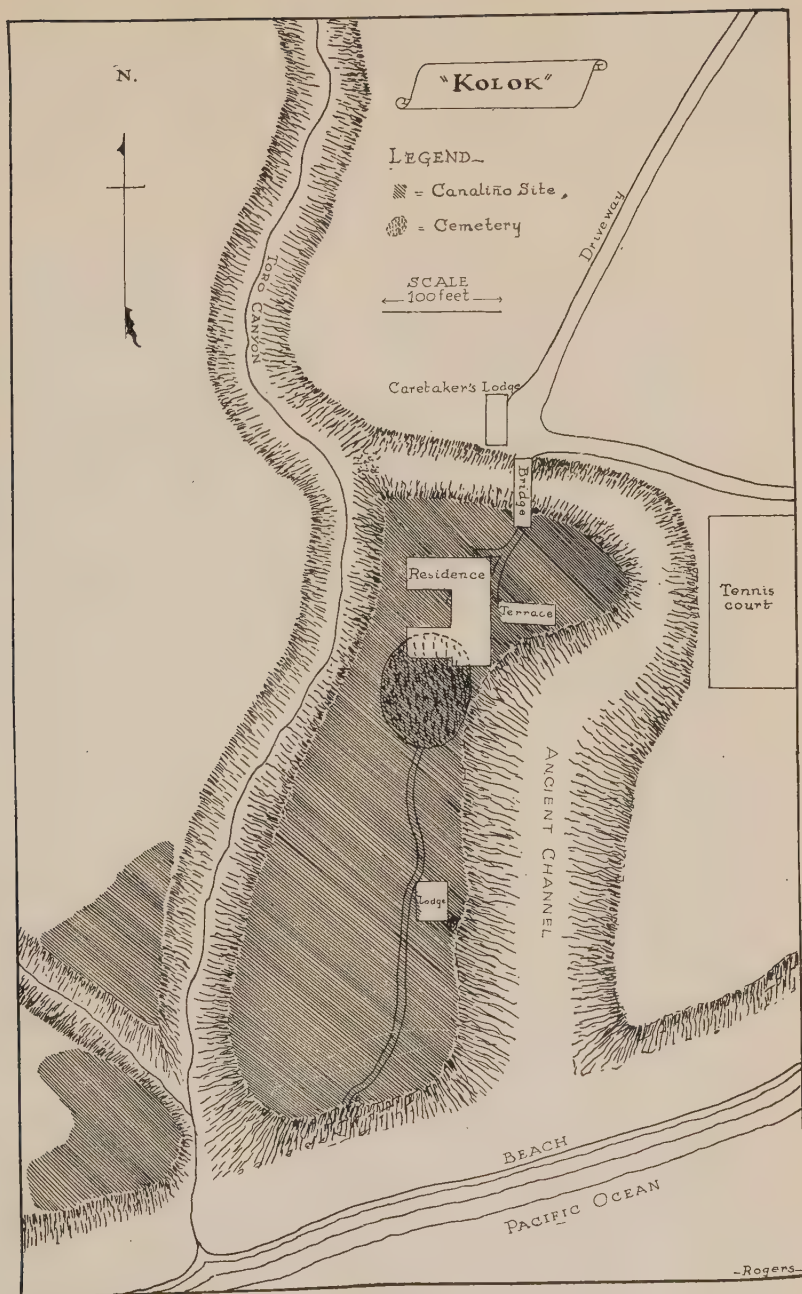 N.
"KOLOK"
LEGEND
= Canaliño Site.
= Cemetery
SCALE
100 feet
Driveway
TORO CANYON
Caretaker's Lodge
Bridge
Residence
Terrace
Tennis
court
ANCIENT CHANNEL
Lodge
BEACH
PACIFIC OCEAN
-Rogers-